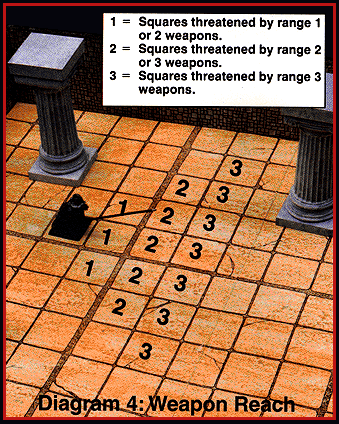 1 = Squares threatened by range 1
or 2 weapons.
2 = Squares threatened by range 2
or 3 weapons.
3 = Squares threatened by range 3
weapons.
3
2 3
1 2 3
1 2 3
1 2 3
2 3
3
Diagram 4: Weapon Reach